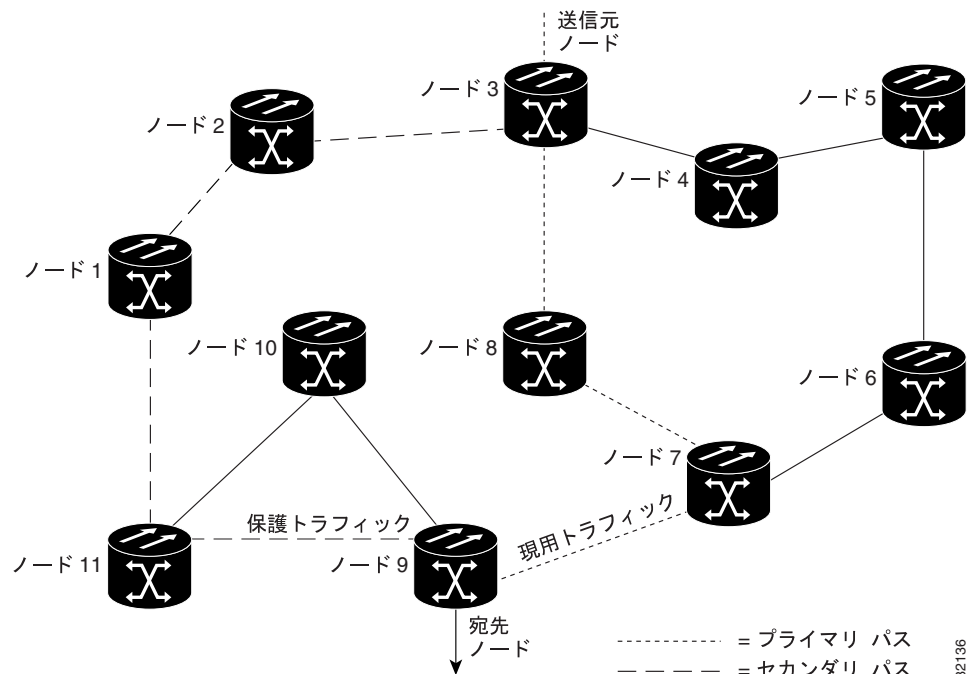 送信元
ノード
ノード 3
ノード 5
ノード 2
ノード 4
ノード 1
ノード 10
ノード 8
ノード 6
ノード 7
保護トラフィック
現用トラフィック
ノード 11
ノード 9
宛先
ノード
= プライマリ パス
= セカンダリ パス